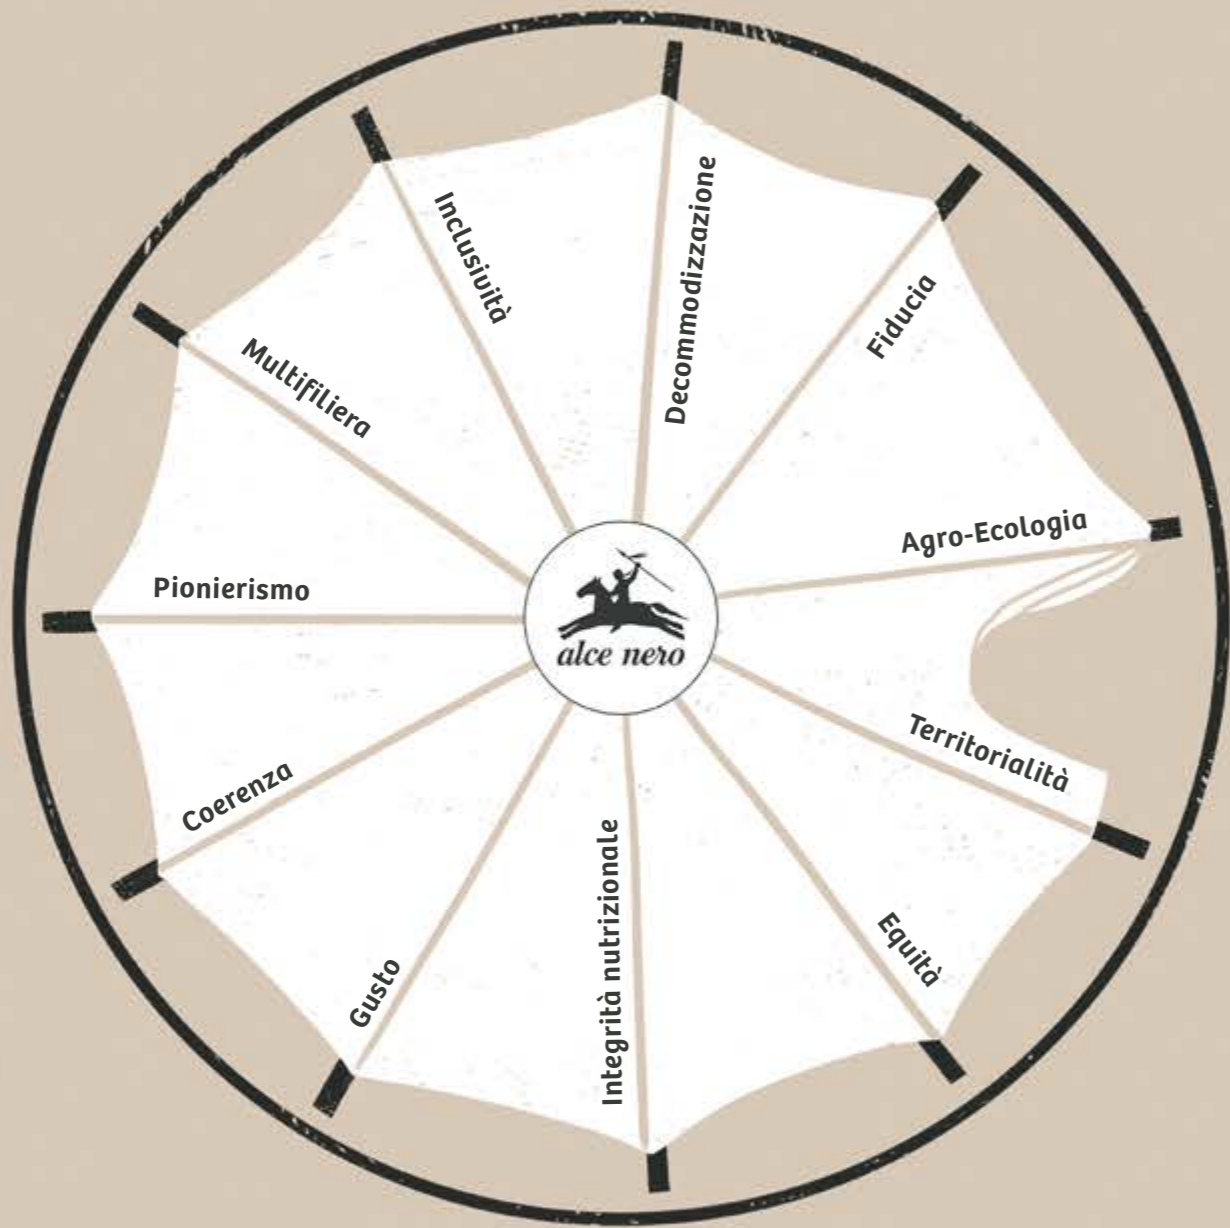 Decommodizzazione
Fiducia
Agro-Ecologia
Territorialità
Equità
Integrità nutrizionale
Gusto
Coerenza
Pionierismo
Multifiliera
Inclusività
alce nero